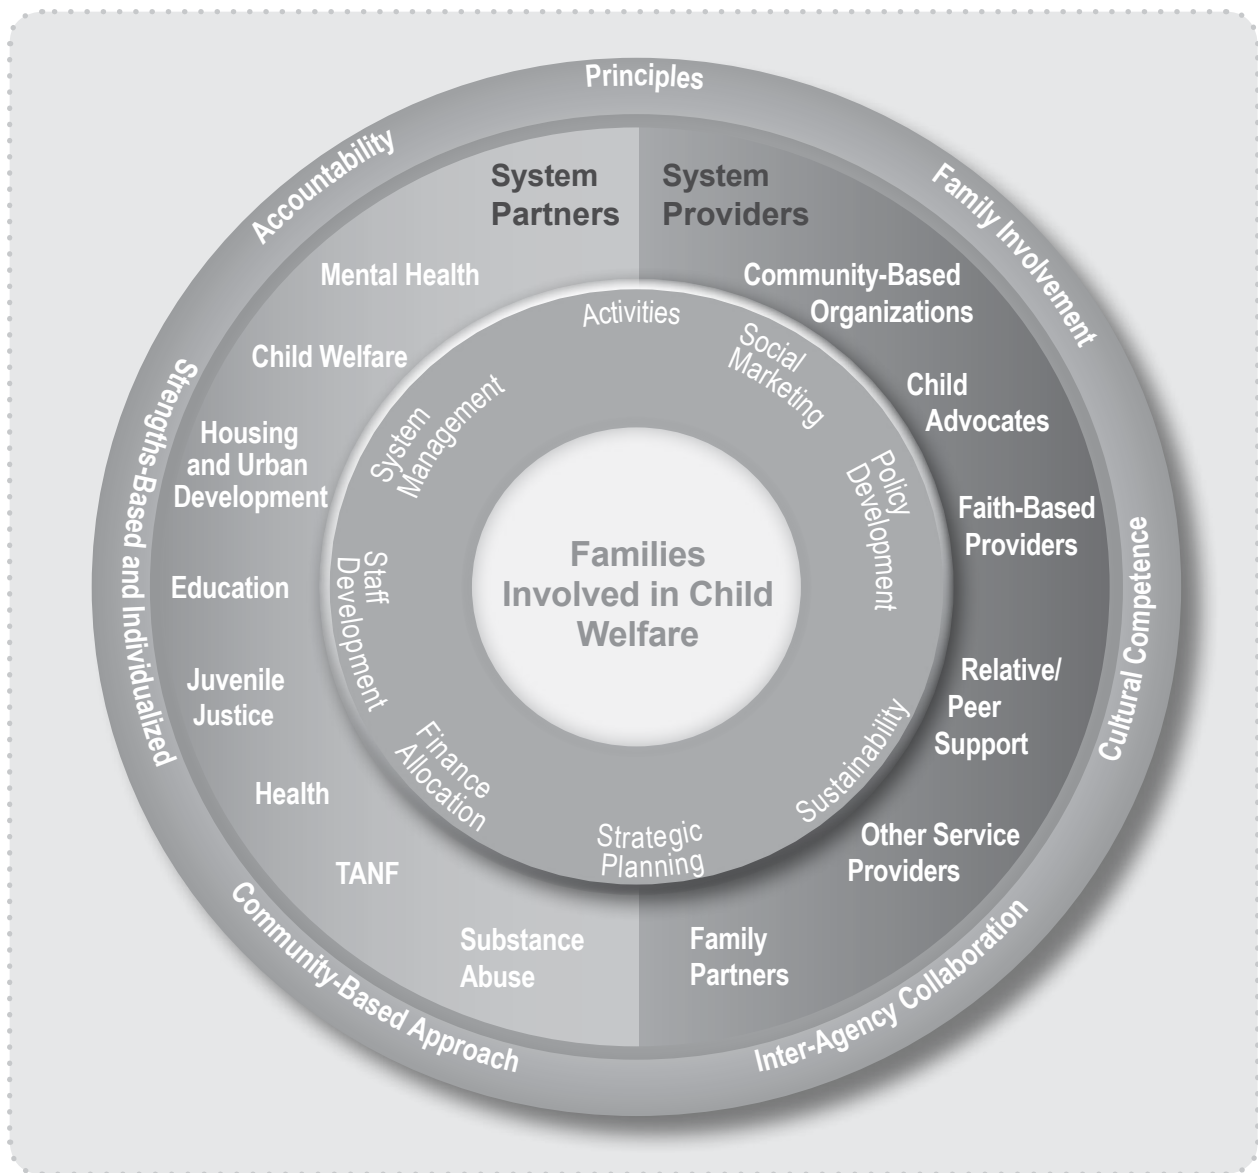 Principles
Accountability
Family Involvement
Strengths-Based and Individualized
Cultural Competence
Community-Based Approach
Inter-Agency Collaboration
System
Partners
Mental Health
Child Welfare
Housing
and Urban
Development
Education
Juvenile
Justice
Health
TANF
Substance
Abuse
System
Providers
Community-Based
Organizations
Child
Advocates
Faith-Based
Providers
Relative/
Peer
Support
Other Service
Providers
Family
Partners
Activities
Social
Marketing
Policy
Development
Sustainability
Strategic
Planning
Finance
Allocation
Staff
Development
System
Management
Families
Involved in Child
Welfare